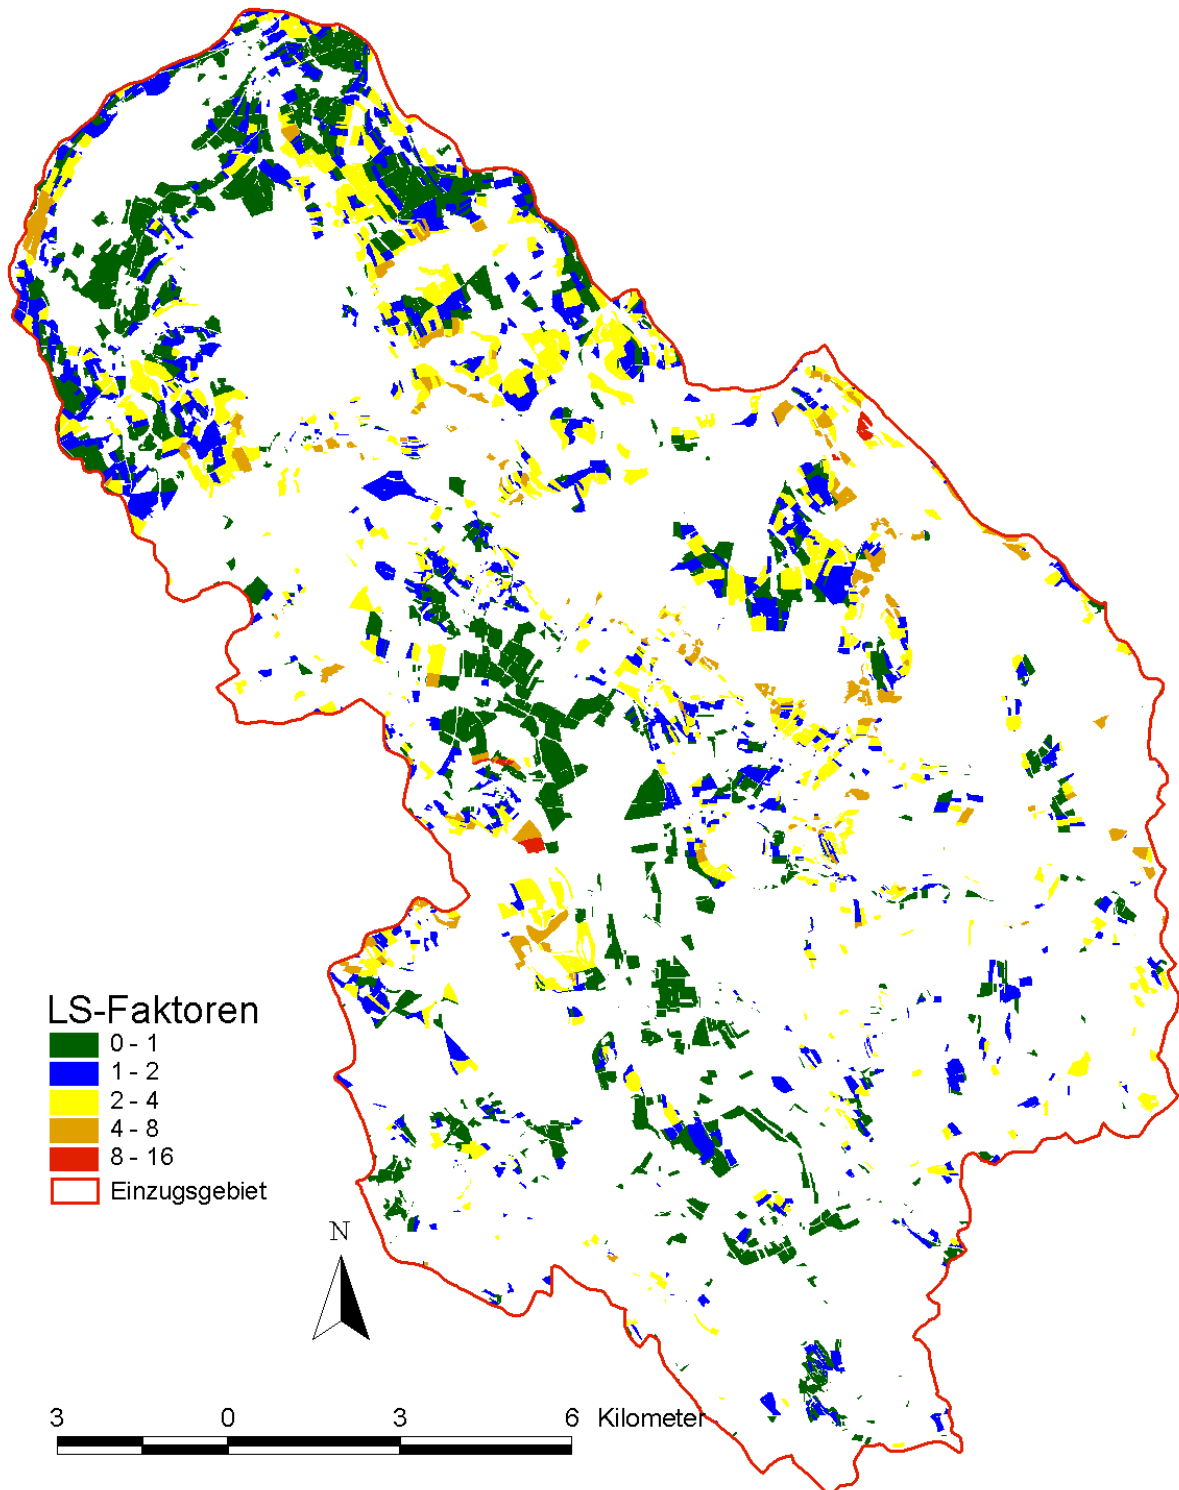 LS-Faktoren
0 - 1
1 - 2
2 - 4
4 - 8
8 - 16
Einzugsgebiet
N
3 0 3 6 Kilometer